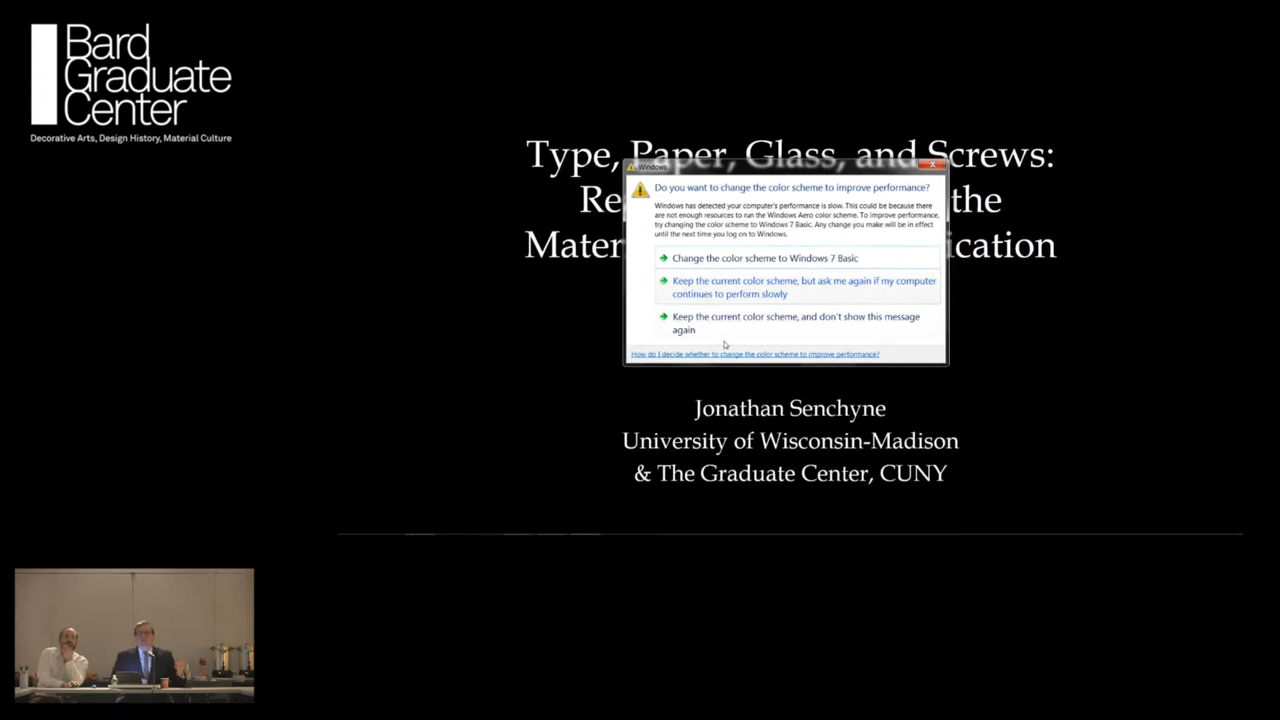 Bard
Graduate
Center
Decorative Arts, Design History, Material Culture
Type, Paper, Glass, and Screws:
Re the
Mater ication
Windows
Do you want to change the color scheme to improve performance?
Windows has detected your computer's performance is slow. This could be because there
are not enough resources to run the Windows Aero color scheme. To improve performance,
try changing the color scheme to Windows 7 Basic. Any change you make will be in effect
until the next time you log on to Windows.
Change the color scheme to Windows 7 Basic
Keep the current color scheme, but ask me again if my computer
continues to perform slowly
Keep the current color scheme, and don't show this message
again
How do I decide whether to change the color scheme to improve performance?
Jonathan Senchyne
University of Wisconsin-Madison
& The Graduate Center, CUNY